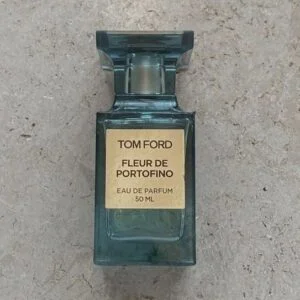 TOM FORD
FLEUR DE
PORTOFINO
EAU DE PARFUM
50 ML